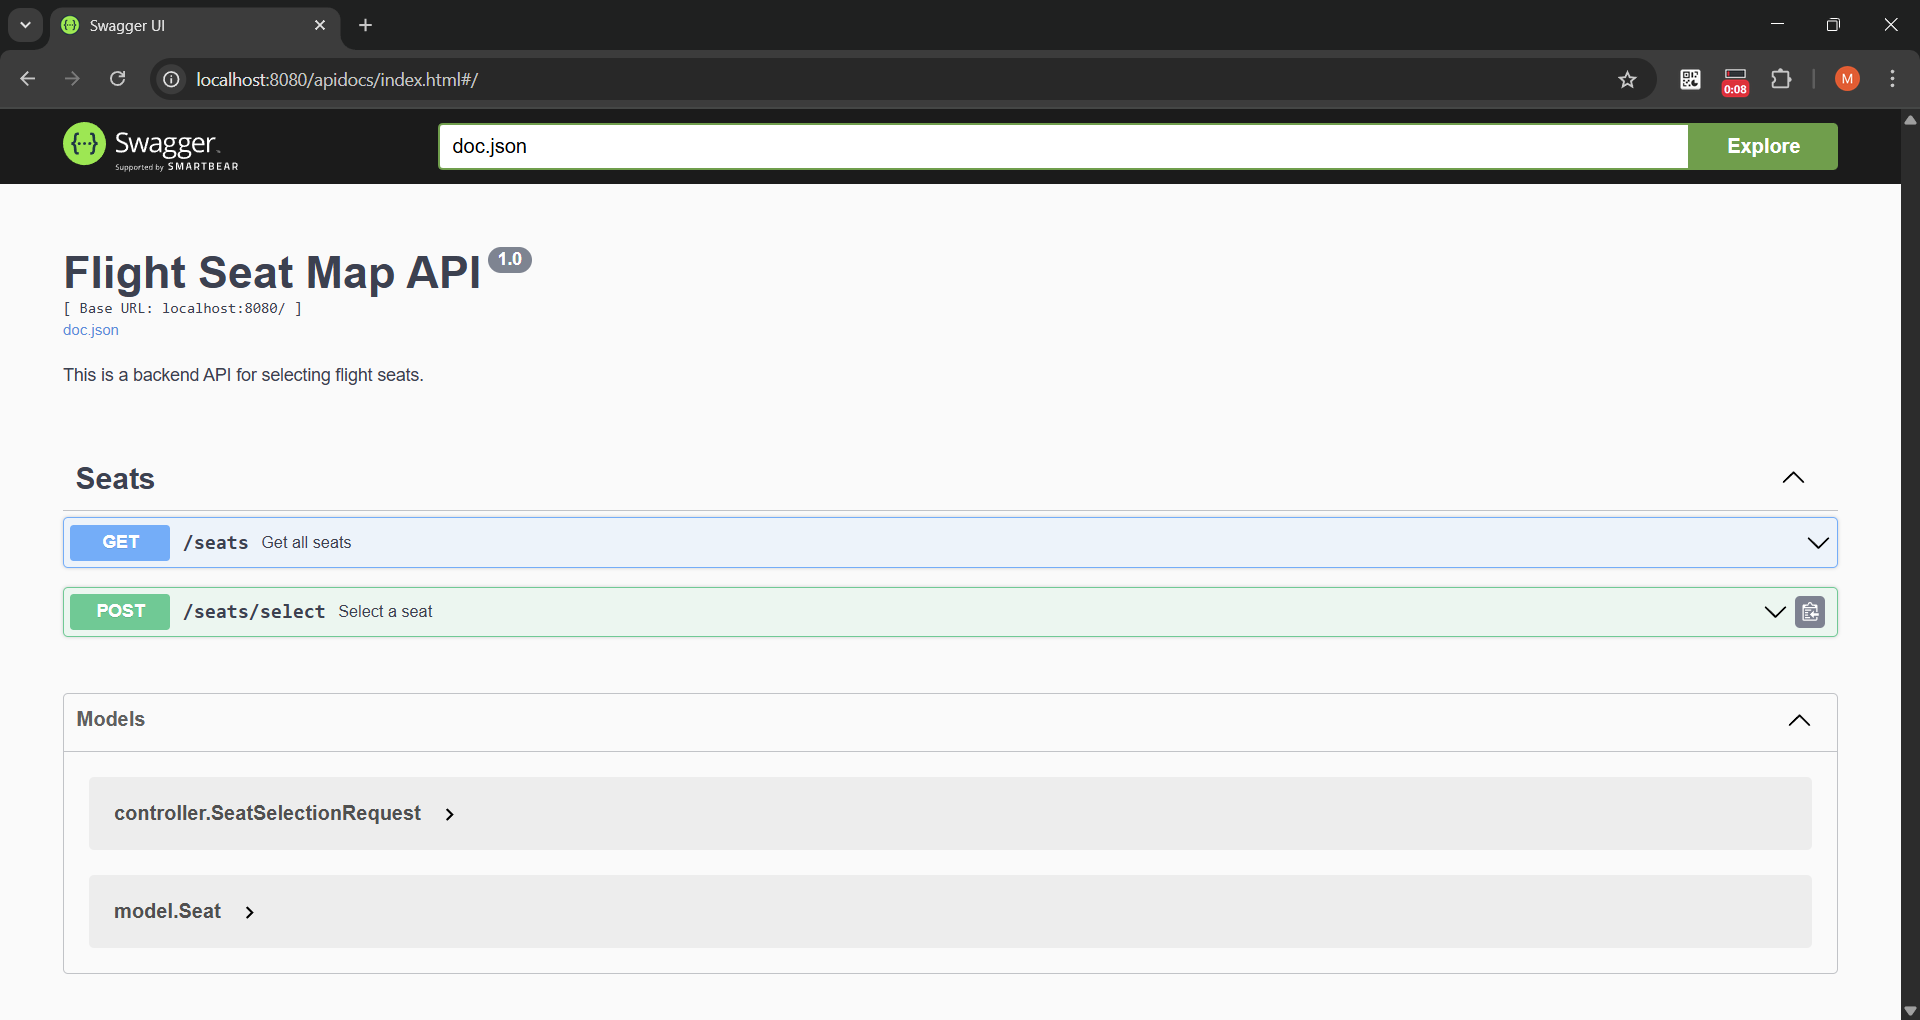 Swagger UI
localhost:8080/apidocs/index.html#/
0:08
M
Swagger
Supported by SMARTBEAR
doc.json
Explore
Flight Seat Map API 1.0
[ Base URL: localhost:8080/ ]
doc.json
This is a backend API for selecting flight seats.
Seats
GET /seats Get all seats
POST /seats/select Select a seat
Models
controller.SeatSelectionRequest
model.Seat